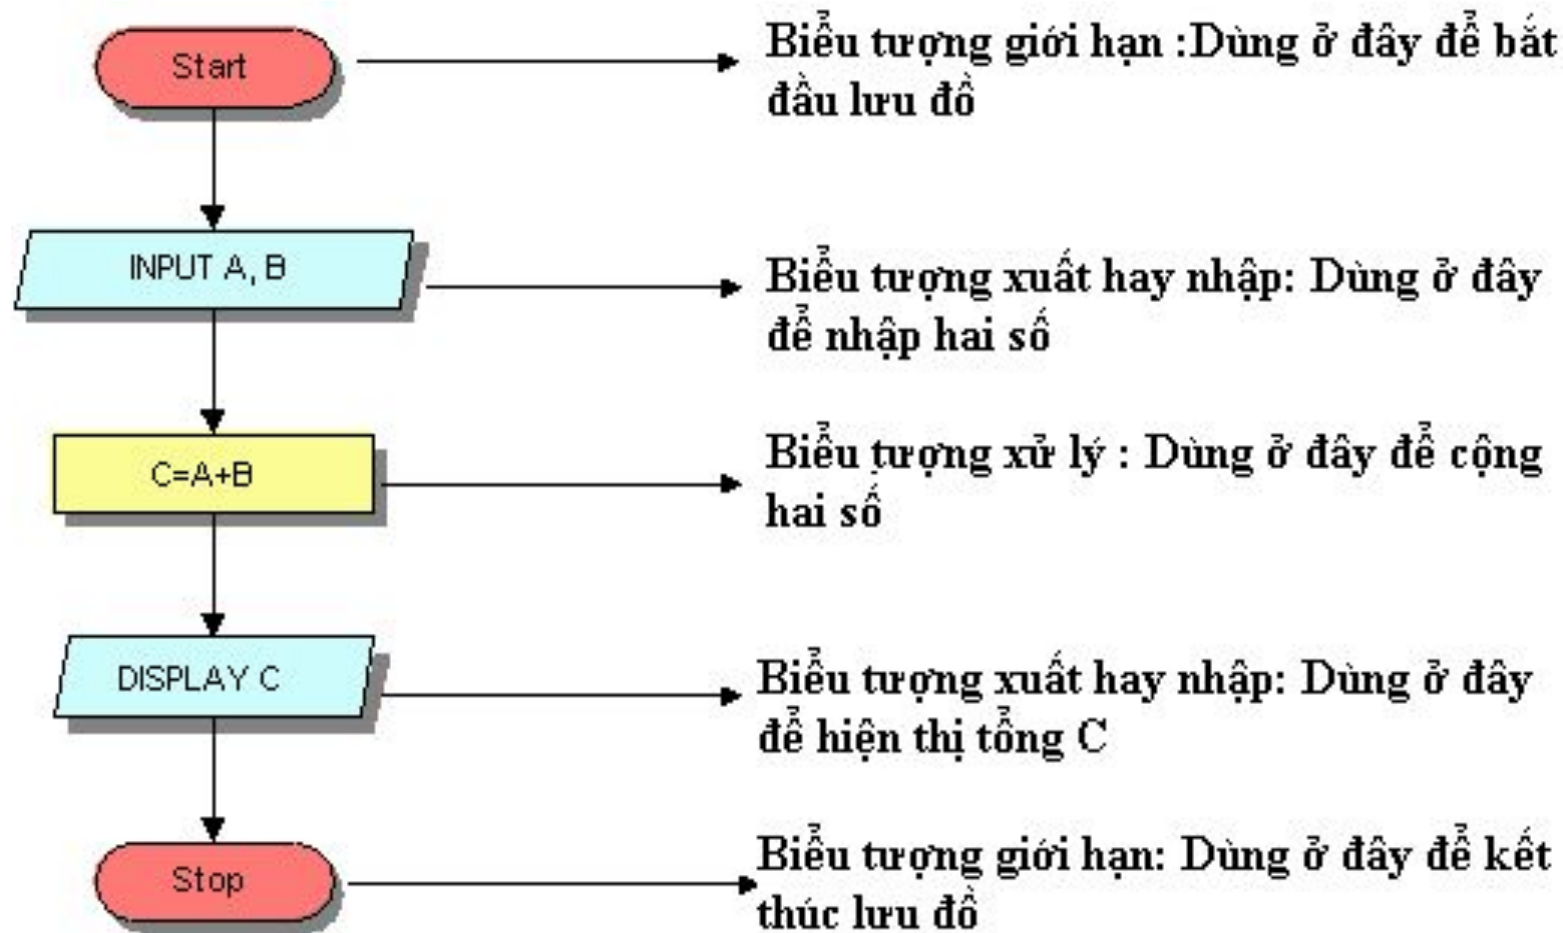 Start
Biểu tượng giới hạn :Dùng ở đây để bắt
đầu lưu đồ
INPUT A, B
Biểu tượng xuất hay nhập: Dùng ở đây
để nhập hai số
C=A+B
Biểu tượng xử lý : Dùng ở đây để cộng
hai số
DISPLAY C
Biểu tượng xuất hay nhập: Dùng ở đây
để hiện thị tổng C
Stop
Biểu tượng giới hạn: Dùng ở đây để kết
thúc lưu đồ